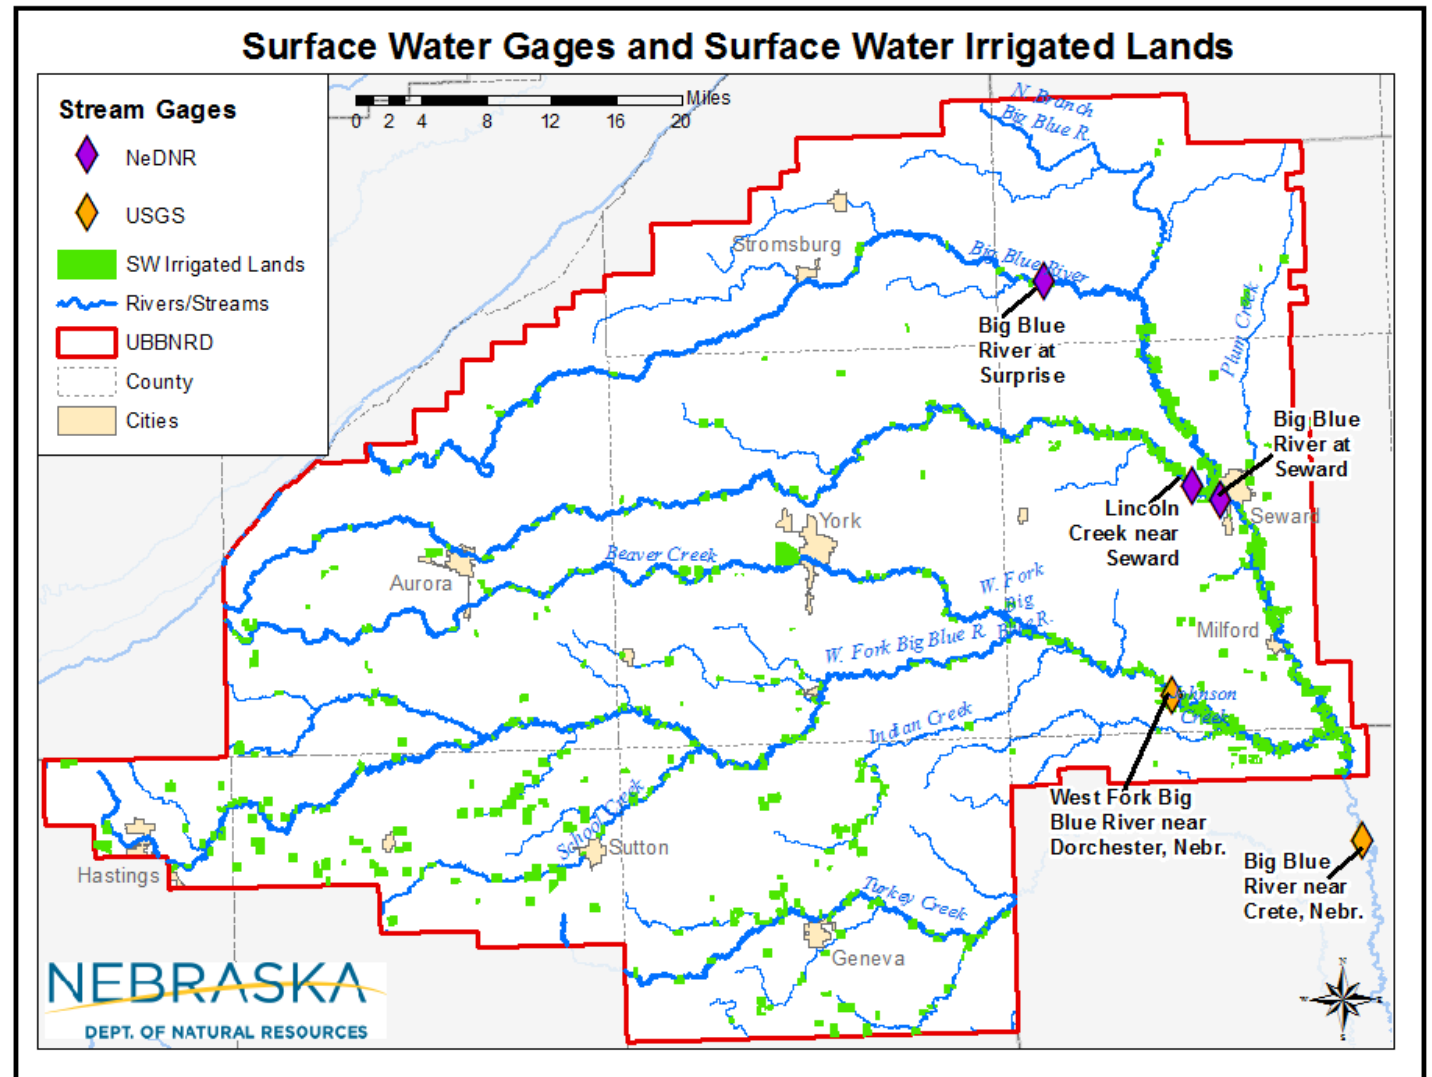 Surface Water Gages and Surface Water Irrigated Lands
Stream Gages
NeDNR
USGS
SW Irrigated Lands
Rivers/Streams
UBBNRD
County
Cities
Miles
0 2 4 8 12 16 20
N Branch
Big Blue R.
Stromsburg
Big Blue River
Big Blue
River at
Surprise
Plum Creek
Big Blue
River at
Seward
Lincoln
Creek near
Seward
Seward
York
Aurora
Beaver Creek
W. Fork
Big
Blue R.
W. Fork Big Blue R
Milford
Johnson
Creek
Indian Creek
West Fork Big
Blue River near
Dorchester, Nebr.
School Creek
Sutton
Hastings
Big Blue
River near
Crete, Nebr.
Turkey Creek
Geneva
NEBRASKA
DEPT. OF NATURAL RESOURCES
N
W E
S